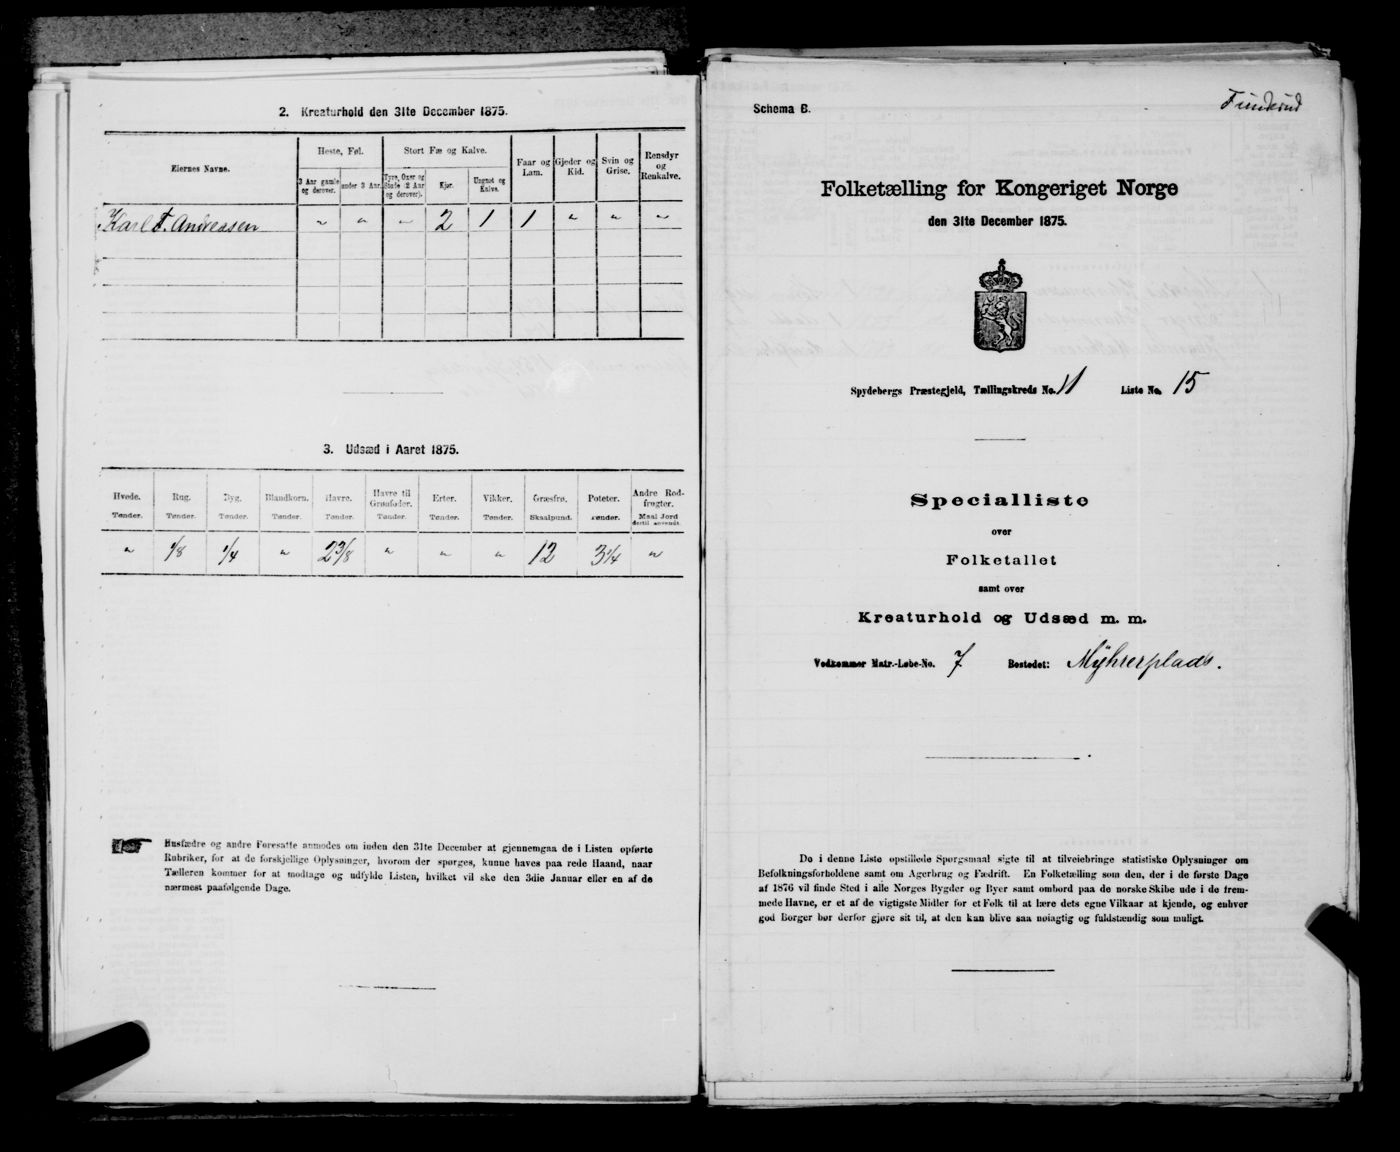 2. Kreaturhold den 31te December 1875.
Eiernes Navne.
Heste, Føl.
Stort Fæ og Kalve.
Faar og Lam.
Gjeder og Kid.
Svin og Grise.
Rensdyr og Renkalve.
3 Aar gamle og derover.
under 3 Aar.
Tyre, Oxer og Stude (2 Aar og derover).
Kjør.
Ungnøt og Kalve.
Karl F. Andreassen " " " 2 1 1 " " "
3. Udsæd i Aaret 1875.
Hvede. Rug. Byg. Blandkorn. Havre. Havre til Grønfoder. Erter. Vikker. Græsfrø. Poteter. Andre Rodfrugter.
Tønder. Tønder. Tønder. Tønder. Tønder. Tønder. Tønder. Tønder. Skaalpund. Tønder. Maal Jord dertil anvendt.
" 1/8 1/4 " 2 3/8 " " " 12 3 1/4 "
Husfædre og andre Foresatte anmodes om inden den 31te December at gjennemgaa de i Listen opførte
Rubriker, for at de forskjellige Oplysninger, hvorom der spørges, kunne haves paa rede Haand, naar
Tælleren kommer for at modtage og udfylde Listen, hvilket vil ske den 3die Januar eller en af de
nærmest paafølgende Dage.
Schema B.
Folketælling for Kongeriget Norge
den 31te December 1875.
Spydebergs Præstegjeld, Tællingskreds No. 11 Liste No. 15
Specialliste
over
Folketallet
samt over
Kreaturhold og Udsæd m. m.
Vedkommer Matr.-Løbe-No. 7 Bostedet: Myhrerplads.
De i denne Liste opstillede Spørgsmaal sigte til at tilveiebringe statistiske Oplysninger om
Befolkningsforholdene samt om Agerbrug og Fædrift. En Folketælling som den, der i de første Dage
af 1876 vil finde Sted i alle Norges Bygder og Byer samt ombord paa de norske Skibe ude i de frem-
mede Havne, er et af de vigtigste Midler for et Folk til at lære dets egne Vilkaar at kjende, og enhver
god Borger bør derfor gjøre sit til, at den kan blive saa nøiagtig og fuldstændig som muligt.